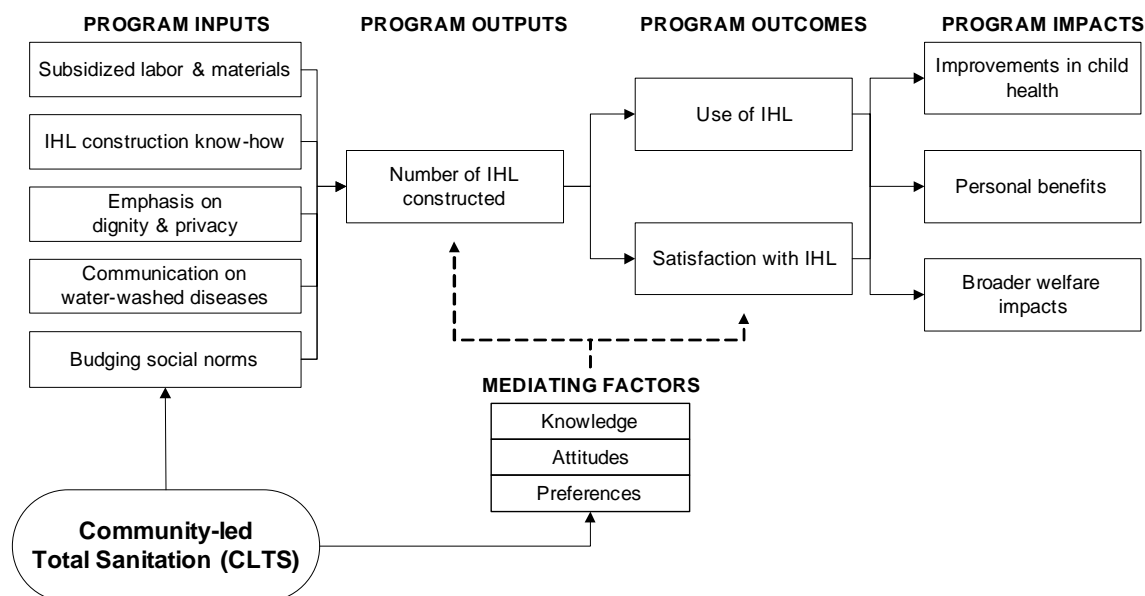 PROGRAM INPUTS
PROGRAM OUTPUTS
PROGRAM OUTCOMES
PROGRAM IMPACTS
Subsidized labor & materials
IHL construction know-how
Emphasis on
dignity & privacy
Communication on
water-washed diseases
Budging social norms
Number of IHL
constructed
Use of IHL
Satisfaction with IHL
Improvements in child
health
Personal benefits
Broader welfare
impacts
MEDIATING FACTORS
Knowledge
Attitudes
Preferences
Community-led
Total Sanitation (CLTS)